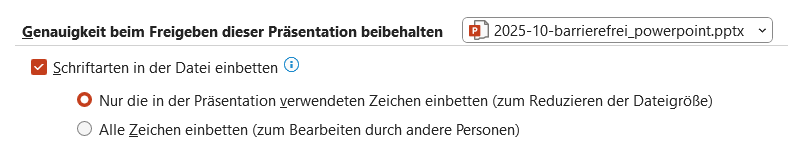 Genauigkeit beim Freigeben dieser Präsentation beibehalten 2025-10-barrierefrei_powerpoint.pptx
Schriftarten in der Datei einbetten
Nur die in der Präsentation verwendeten Zeichen einbetten (zum Reduzieren der Dateigröße)
Alle Zeichen einbetten (zum Bearbeiten durch andere Personen)